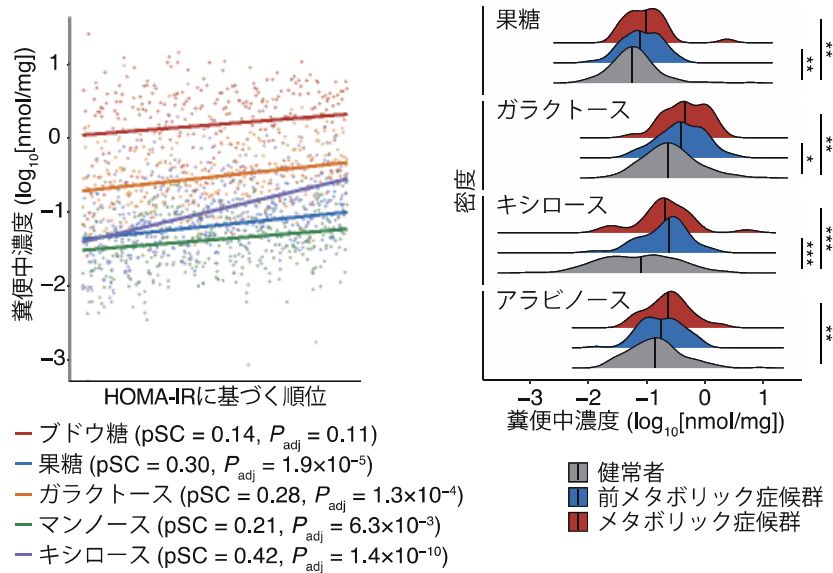 糞便中濃度 (log10[nmol/mg])
1
0
−1
−2
−3
HOMA-IRに基づく順位
ブドウ糖 (pSC = 0.14, Padj = 0.11)
果糖 (pSC = 0.30, Padj = 1.9×10−5)
ガラクトース (pSC = 0.28, Padj = 1.3×10−4)
マンノース (pSC = 0.21, Padj = 6.3×10−3)
キシロース (pSC = 0.42, Padj = 1.4×10−10)
密度
果糖
**
**
ガラクトース
*
**
キシロース
***
***
アラビノース
**
−3 −2 −1 0 1
糞便中濃度 (log10[nmol/mg])
健常者
前メタボリック症候群
メタボリック症候群